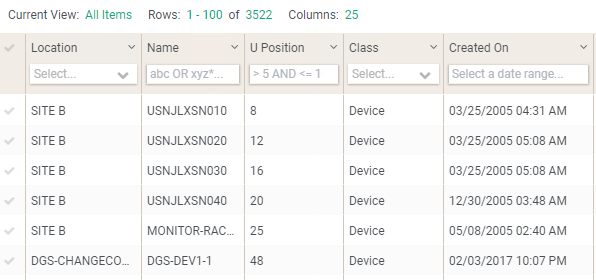 Current View: All Items Rows: 1 - 100 of 3522 Columns: 25
Location Name U Position Class Created On
Select... abc OR xyz*... > 5 AND <= 1 Select... Select a date range...
SITE B USNJLXSN010 8 Device 03/25/2005 04:31 AM
SITE B USNJLXSN020 12 Device 03/25/2005 05:08 AM
SITE B USNJLXSN030 16 Device 03/25/2005 05:08 AM
SITE B USNJLXSN040 20 Device 12/30/2005 03:48 AM
SITE B MONITOR-RAC... 25 Device 05/08/2005 02:40 AM
DGS-CHANGECO... DGS-DEV1-1 48 Device 02/03/2017 10:07 PM